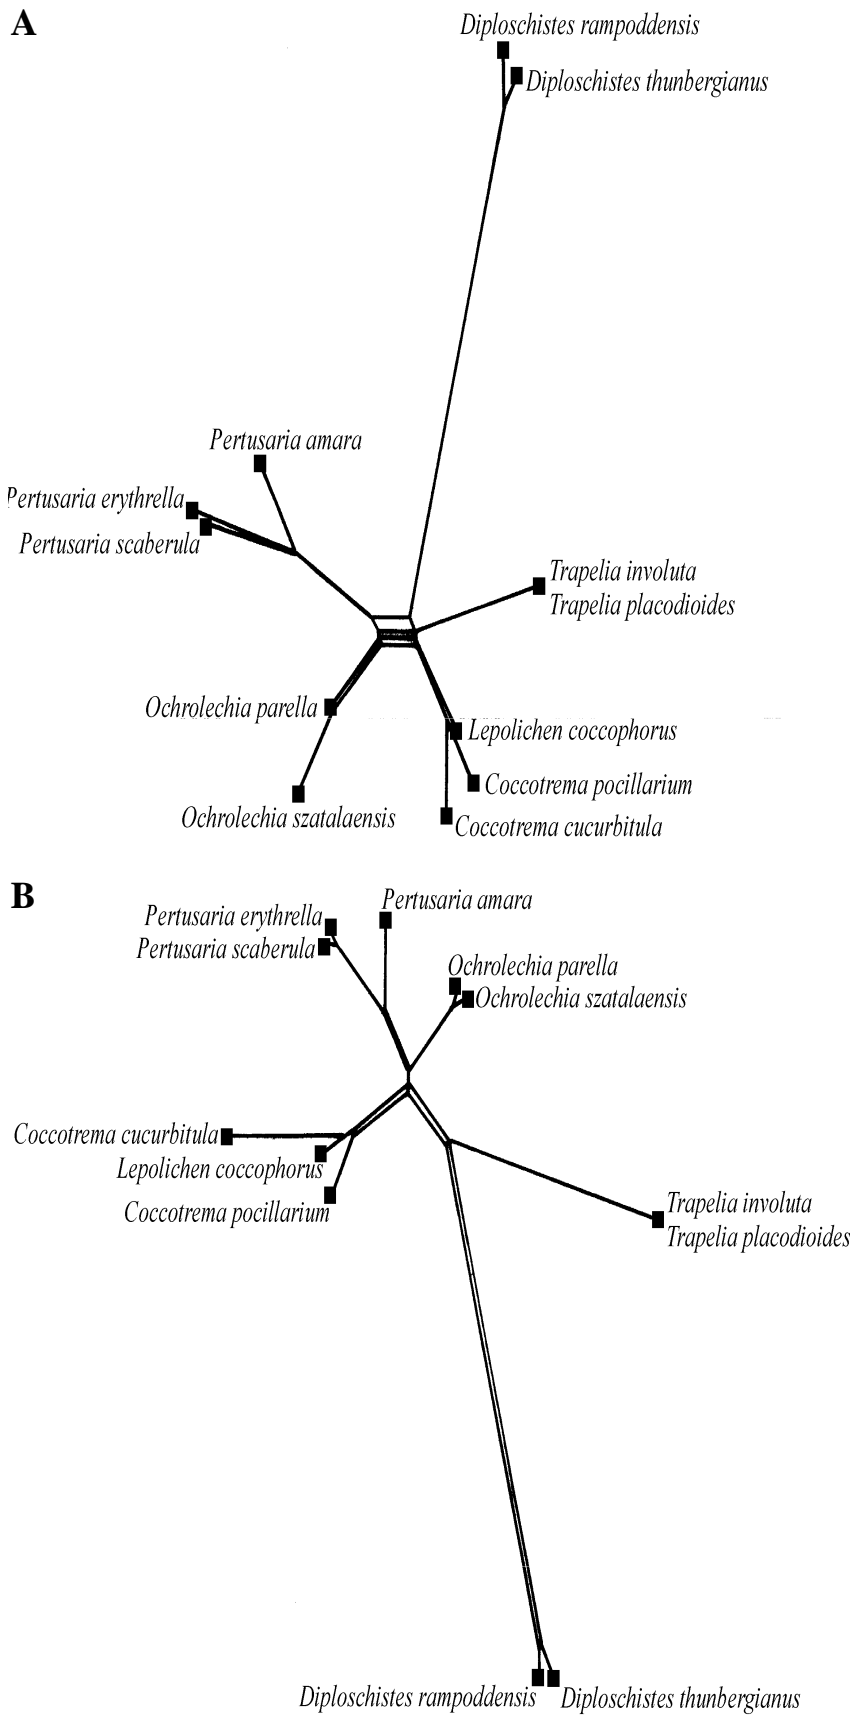 A
Diploschistes rampoddensis
Diploschistes thunbergianus
Pertusaria amara
Pertusaria erythrella
Pertusaria scaberula
Trapelia involuta
Trapelia placodioides
Ochrolechia parella
Lepolichen coccophorus
Coccotrema pocillarium
Ochrolechia szatalaensis
Coccotrema cucurbitula
B
Pertusaria amara
Pertusaria erythrella
Pertusaria scaberula
Ochrolechia parella
Ochrolechia szatalaensis
Coccotrema cucurbitula
Lepolichen coccophorus
Coccotrema pocillarium
Trapelia involuta
Trapelia placodioides
Diploschistes rampoddensis
Diploschistes thunbergianus